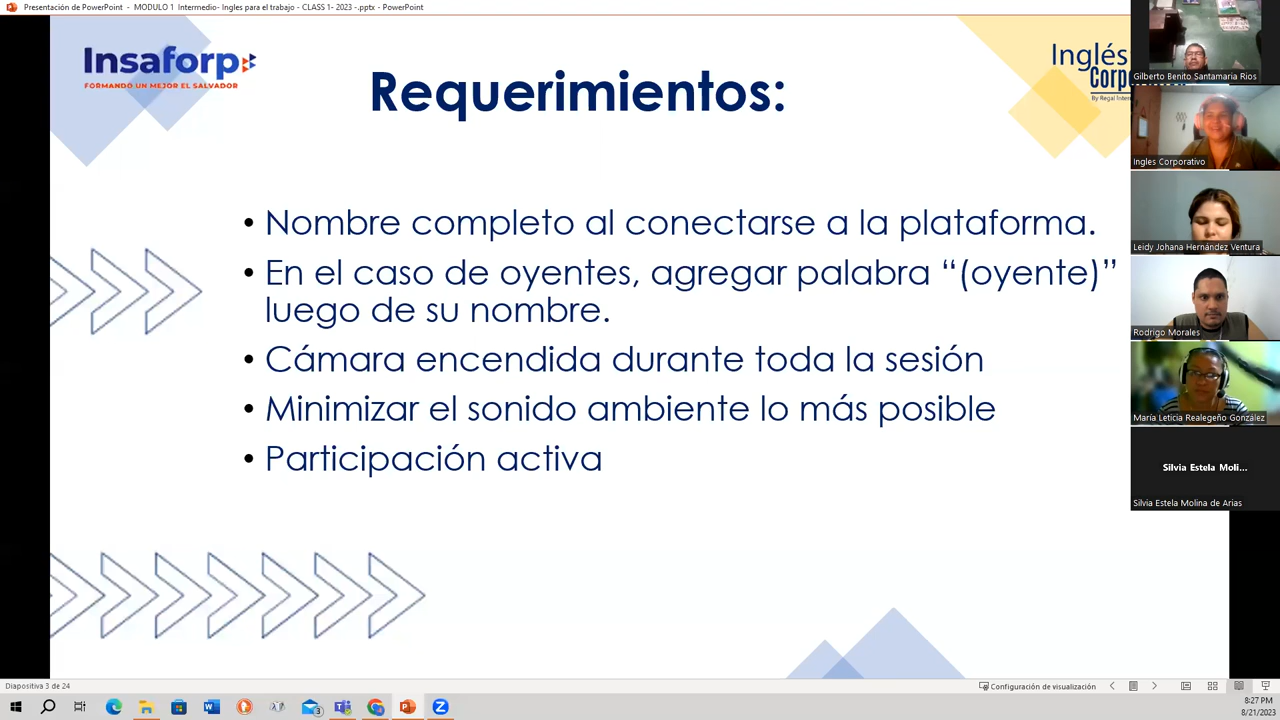 Presentación de PowerPoint - MODULO 1 Intermedio- Ingles para el trabajo - CLASS 1- 2023 -.pptx - PowerPoint
Insaforp
FORMANDO UN MEJOR EL SALVADOR
Requerimientos:
Inglés
Corp
By Regal Inter
• Nombre completo al conectarse a la plataforma.
• En el caso de oyentes, agregar palabra “(oyente)”
luego de su nombre.
• Cámara encendida durante toda la sesión
• Minimizar el sonido ambiente lo más posible
• Participación activa
Gilberto Benito Santamaria Rios
Ingles Corporativo
Leidy Johana Hernández Ventura
Rodrigo Morales
María Leticia Realegeño González
Silvia Estela Moli...
Silvia Estela Molina de Arias
Diapositiva 3 de 24
Configuración de visualización
8:27 PM
8/21/2023